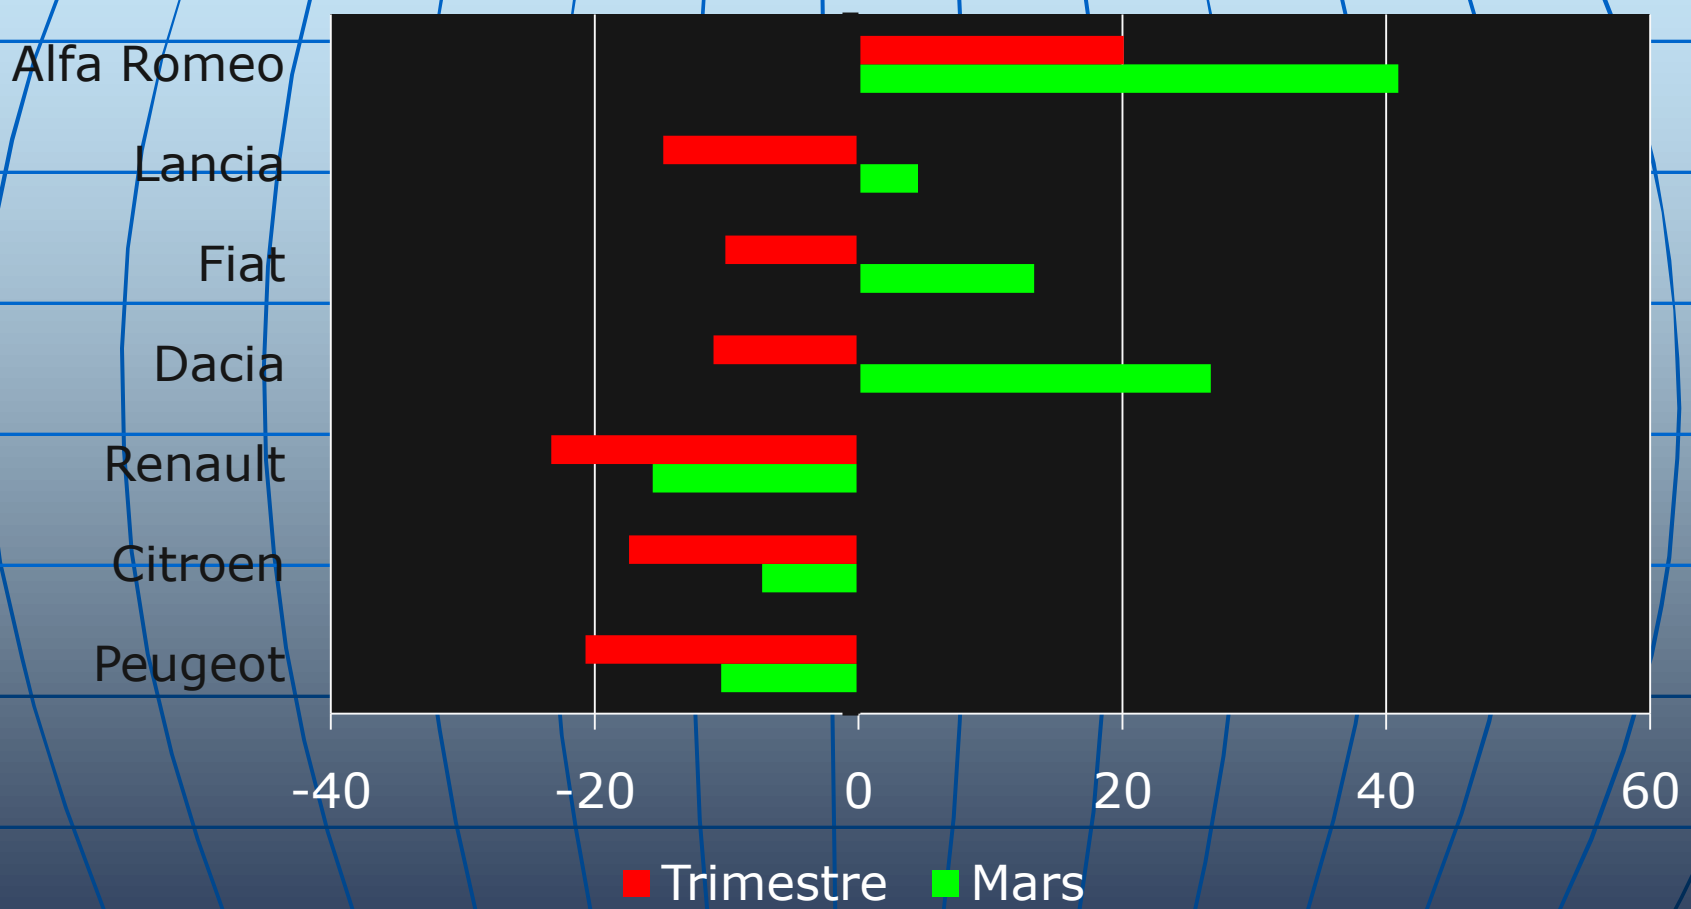 Alfa Romeo
Lancia
Fiat
Dacia
Renault
Citroen
Peugeot
-40 -20 0 20 40 60
Trimestre Mars